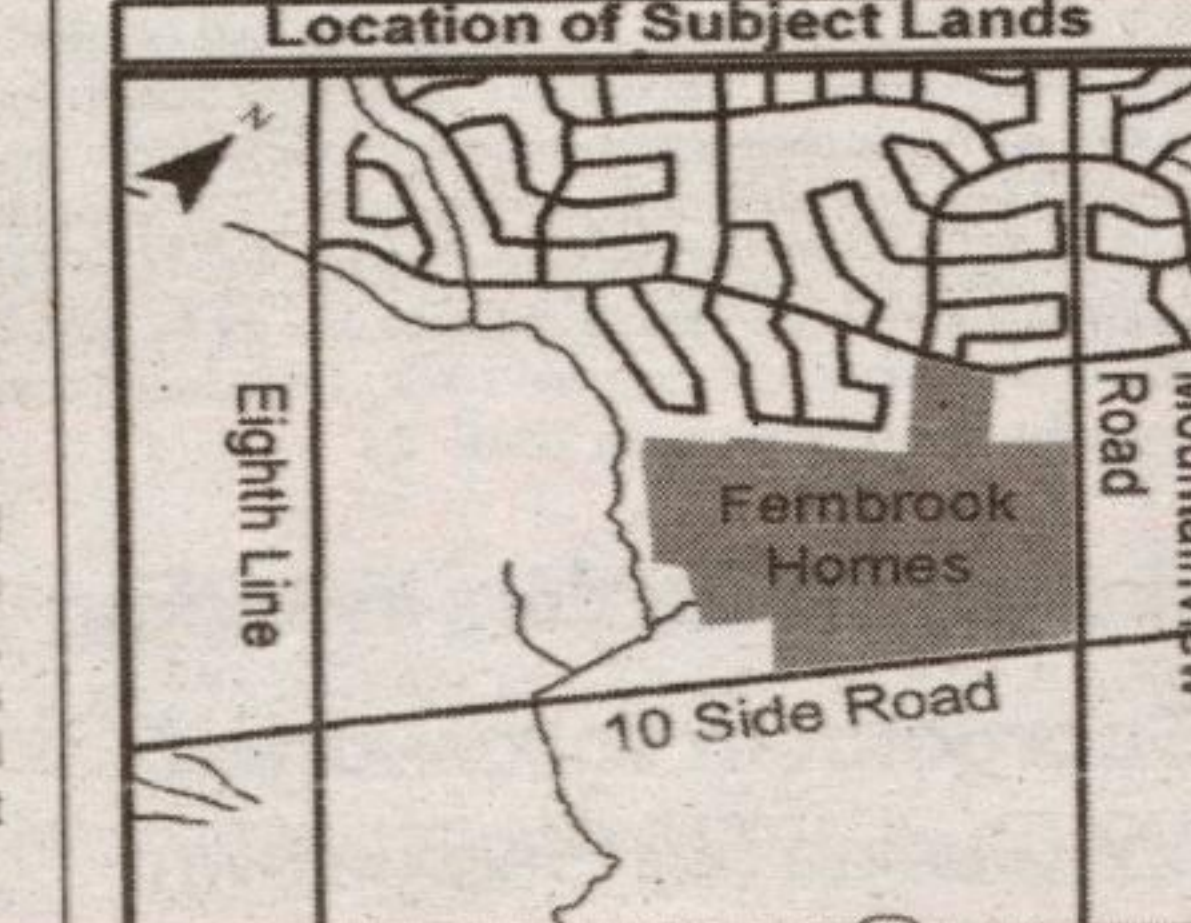 Location of Subject Lands
N
Eighth Line
Fernbrook
Homes
Road
10 Side Road